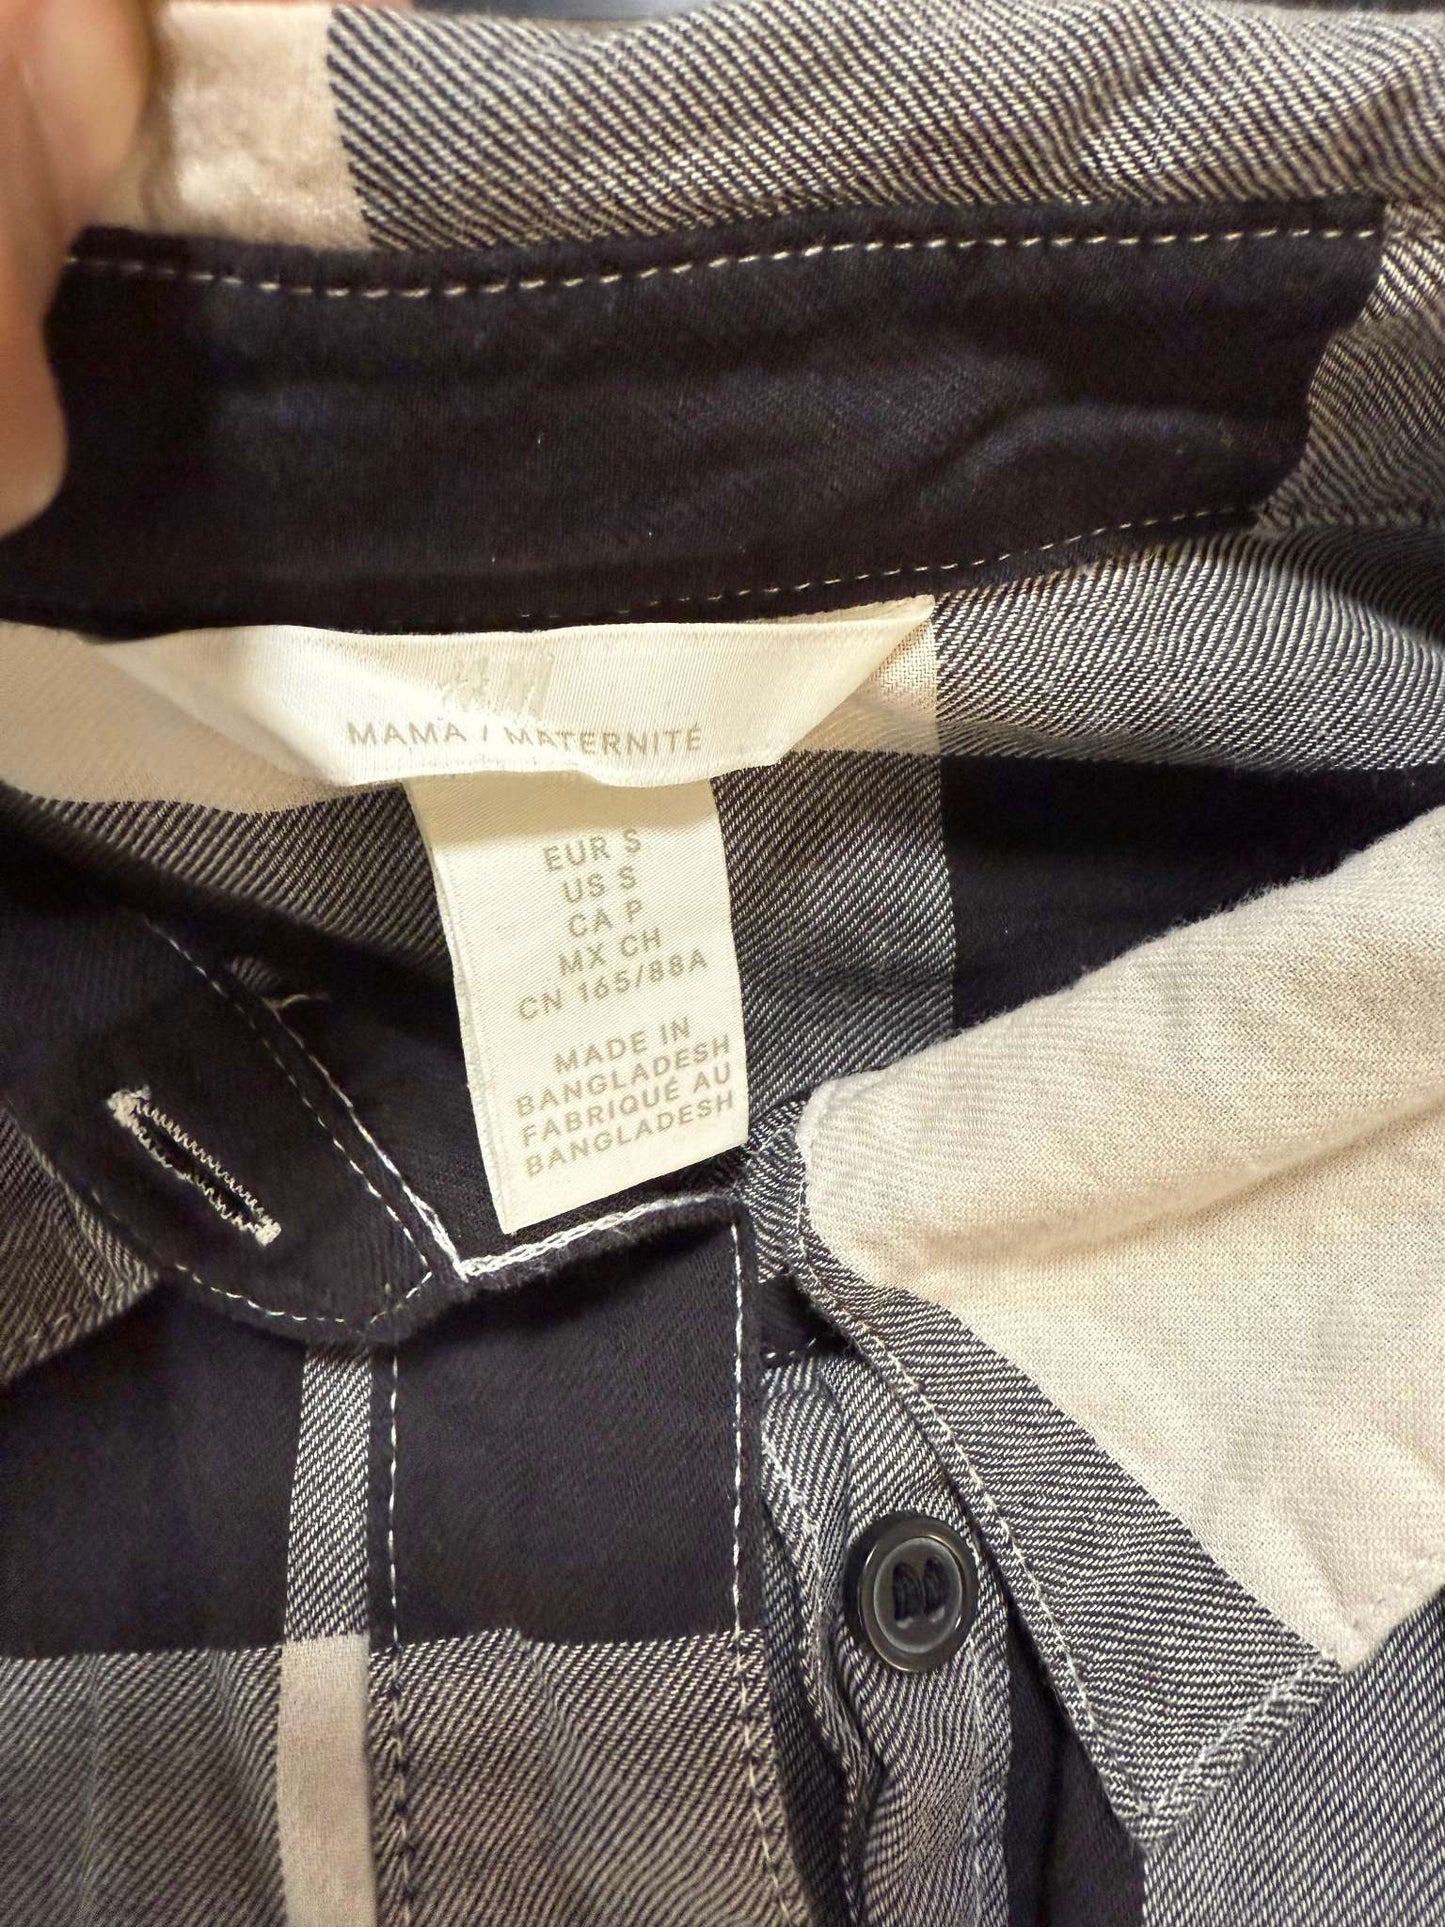 MAMA / MATERNITÉ
EUR S
US S
CA P
MX CH
CN 165/88A
MADE IN
BANGLADESH
FABRIQUÉ AU
BANGLADESH